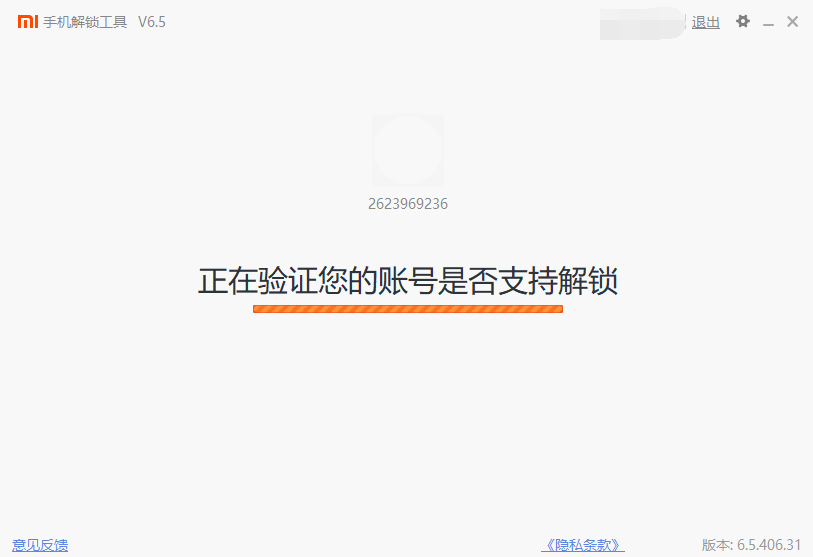 手机解锁工具 V6.5
退出
2623969236
正在验证您的账号是否支持解锁
意见反馈
《隐私条款》
版本: 6.5.406.31